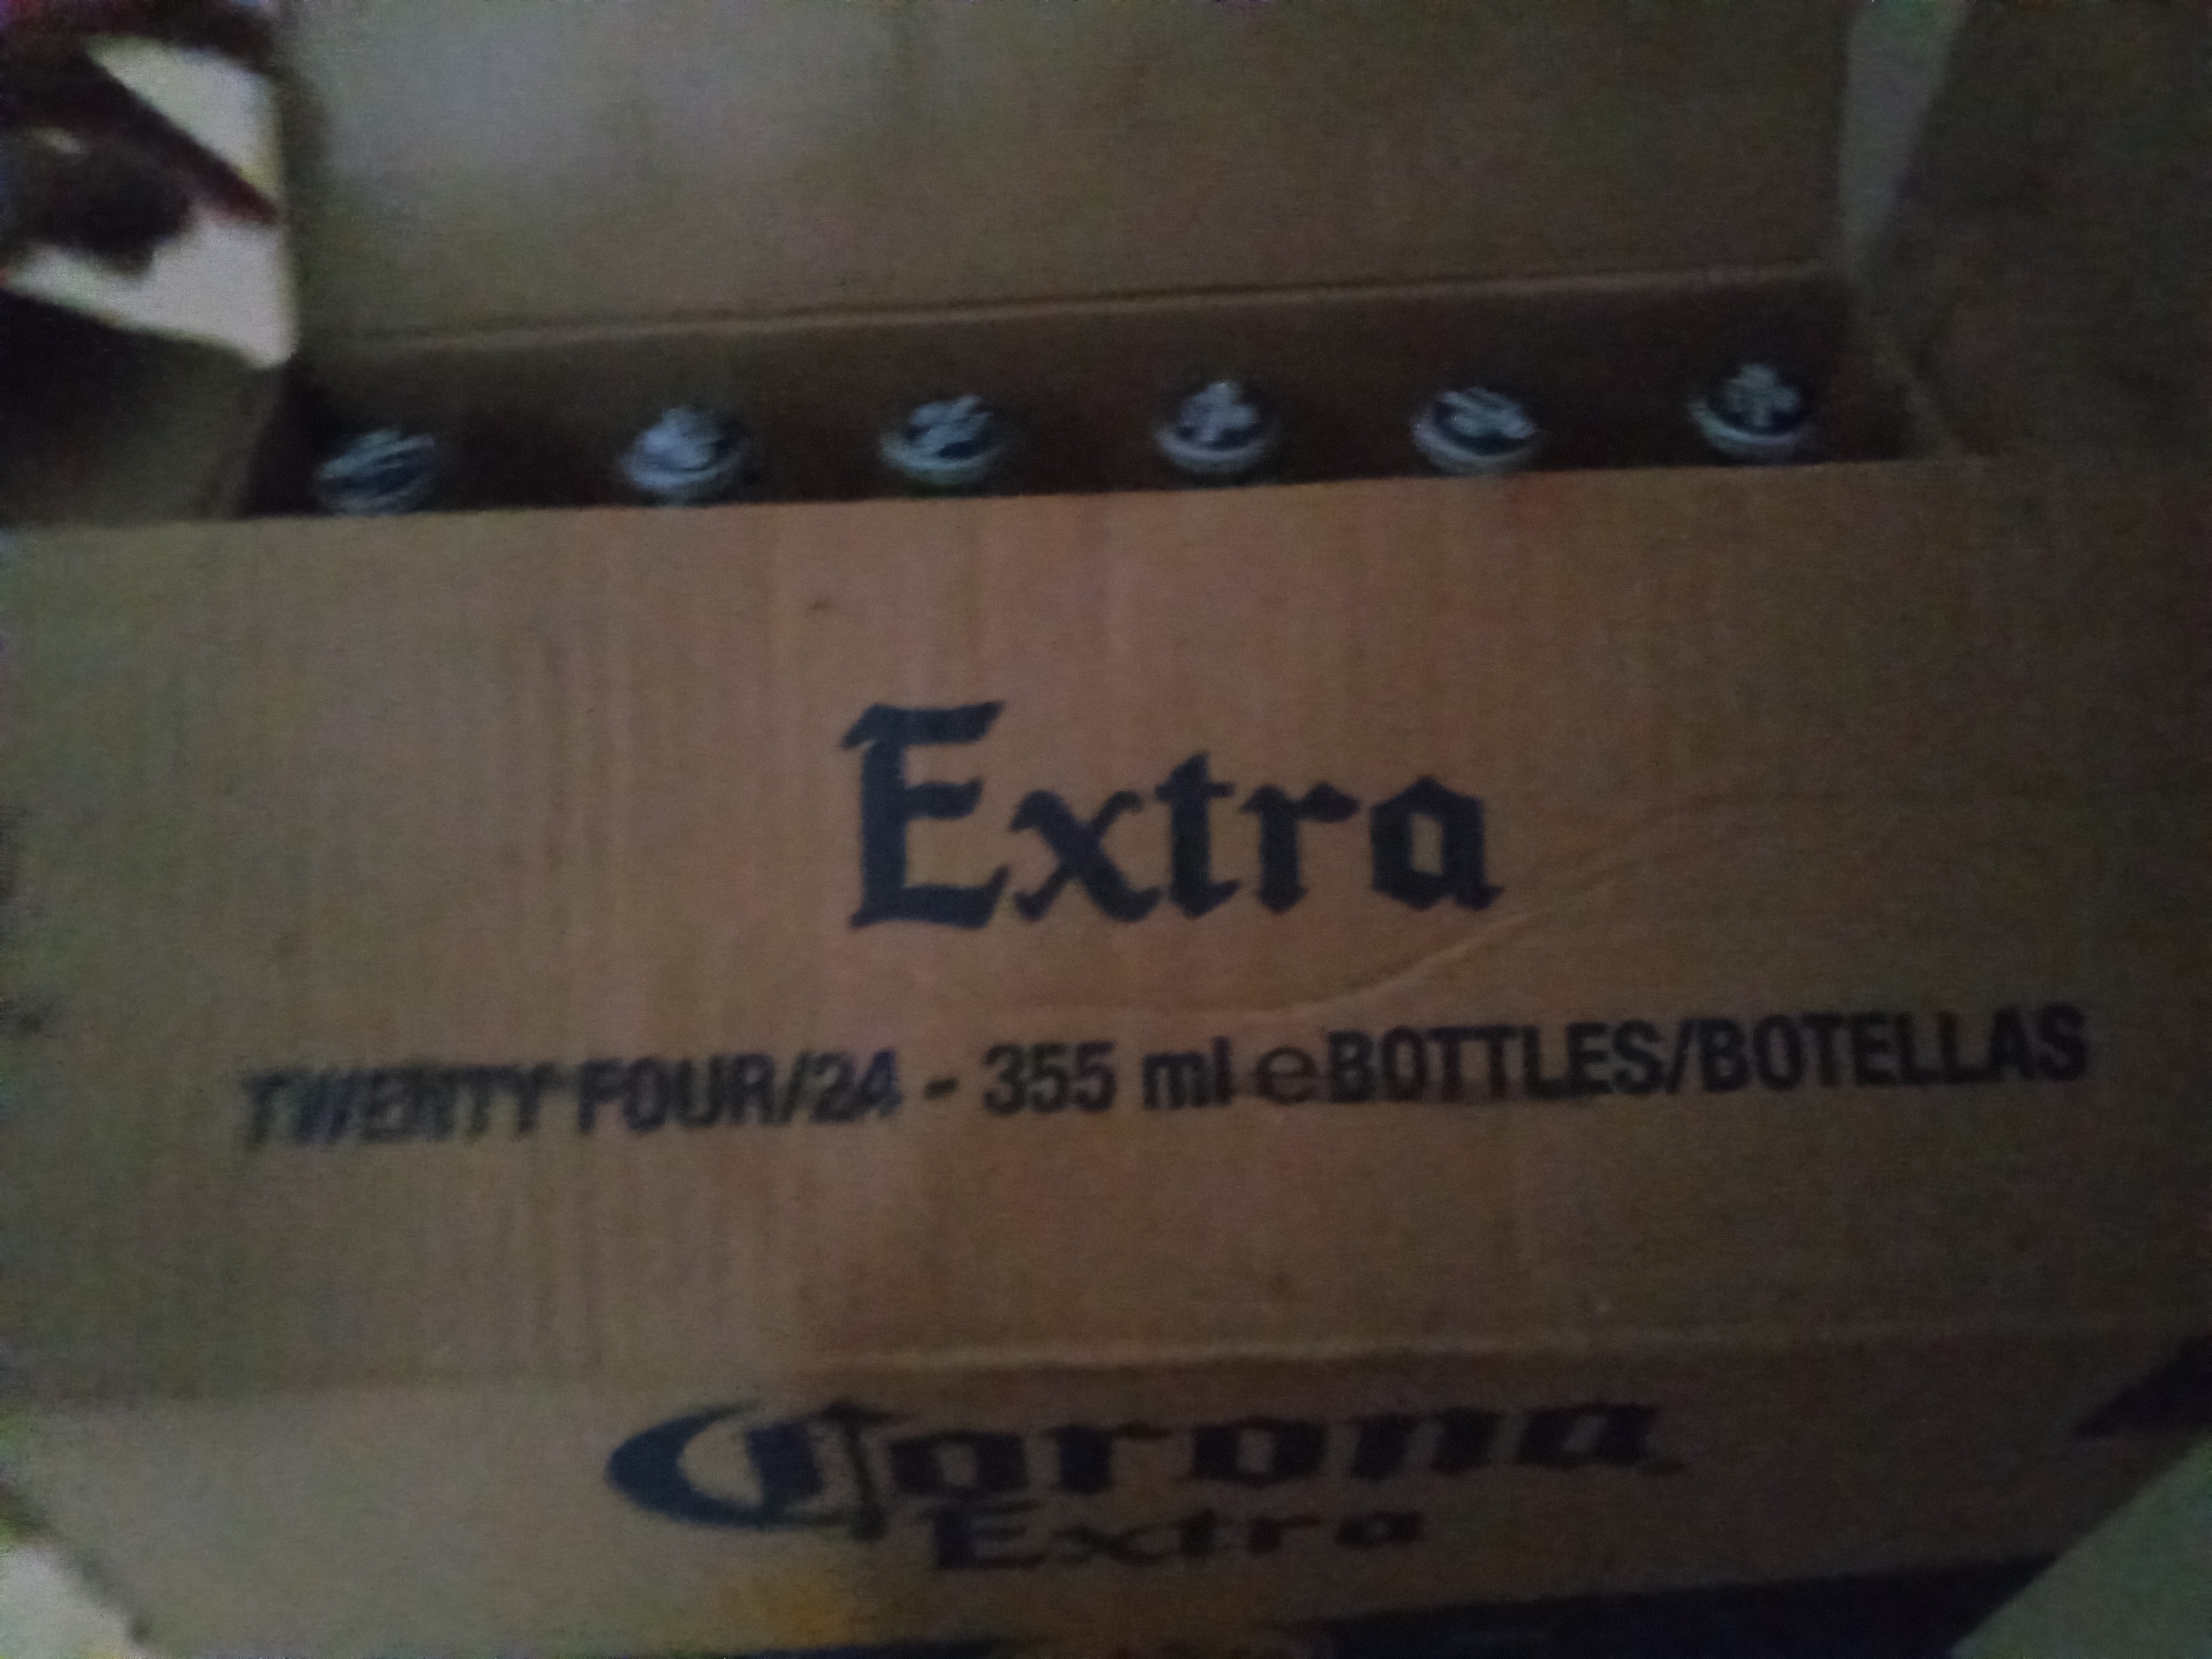 Extra
TWENTY FOUR/24 - 355 ml e BOTTLES/BOTELLAS
Corona
Extra